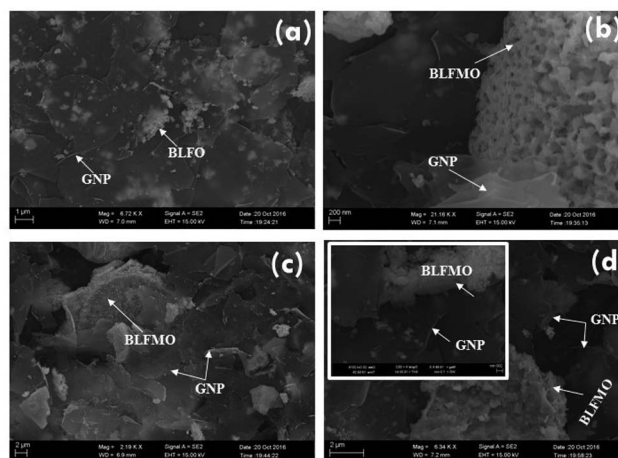 (a)
GNP
BLFO
1 µm
Mag = 6.72 K X
Signal A = SE2
Date :20 Oct 2016
WD = 7.0 mm
EHT = 15.00 kV
Time :19:24:21
(b)
BLFMO
GNP
200 nm
Mag = 21.16 K X
Signal A = SE2
Date :20 Oct 2016
WD = 7.1 mm
EHT = 15.00 kV
Time :19:35:13
(c)
BLFMO
GNP
2 µm
Mag = 2.19 K X
Signal A = SE2
Date :20 Oct 2016
WD = 6.9 mm
EHT = 15.00 kV
Time :19:44:22
(d)
BLFMO
GNP
GNP
BLFMO
2 µm
Mag = 6.34 K X
Signal A = SE2
Date :20 Oct 2016
WD = 7.2 mm
EHT = 15.00 kV
Time :19:58:23